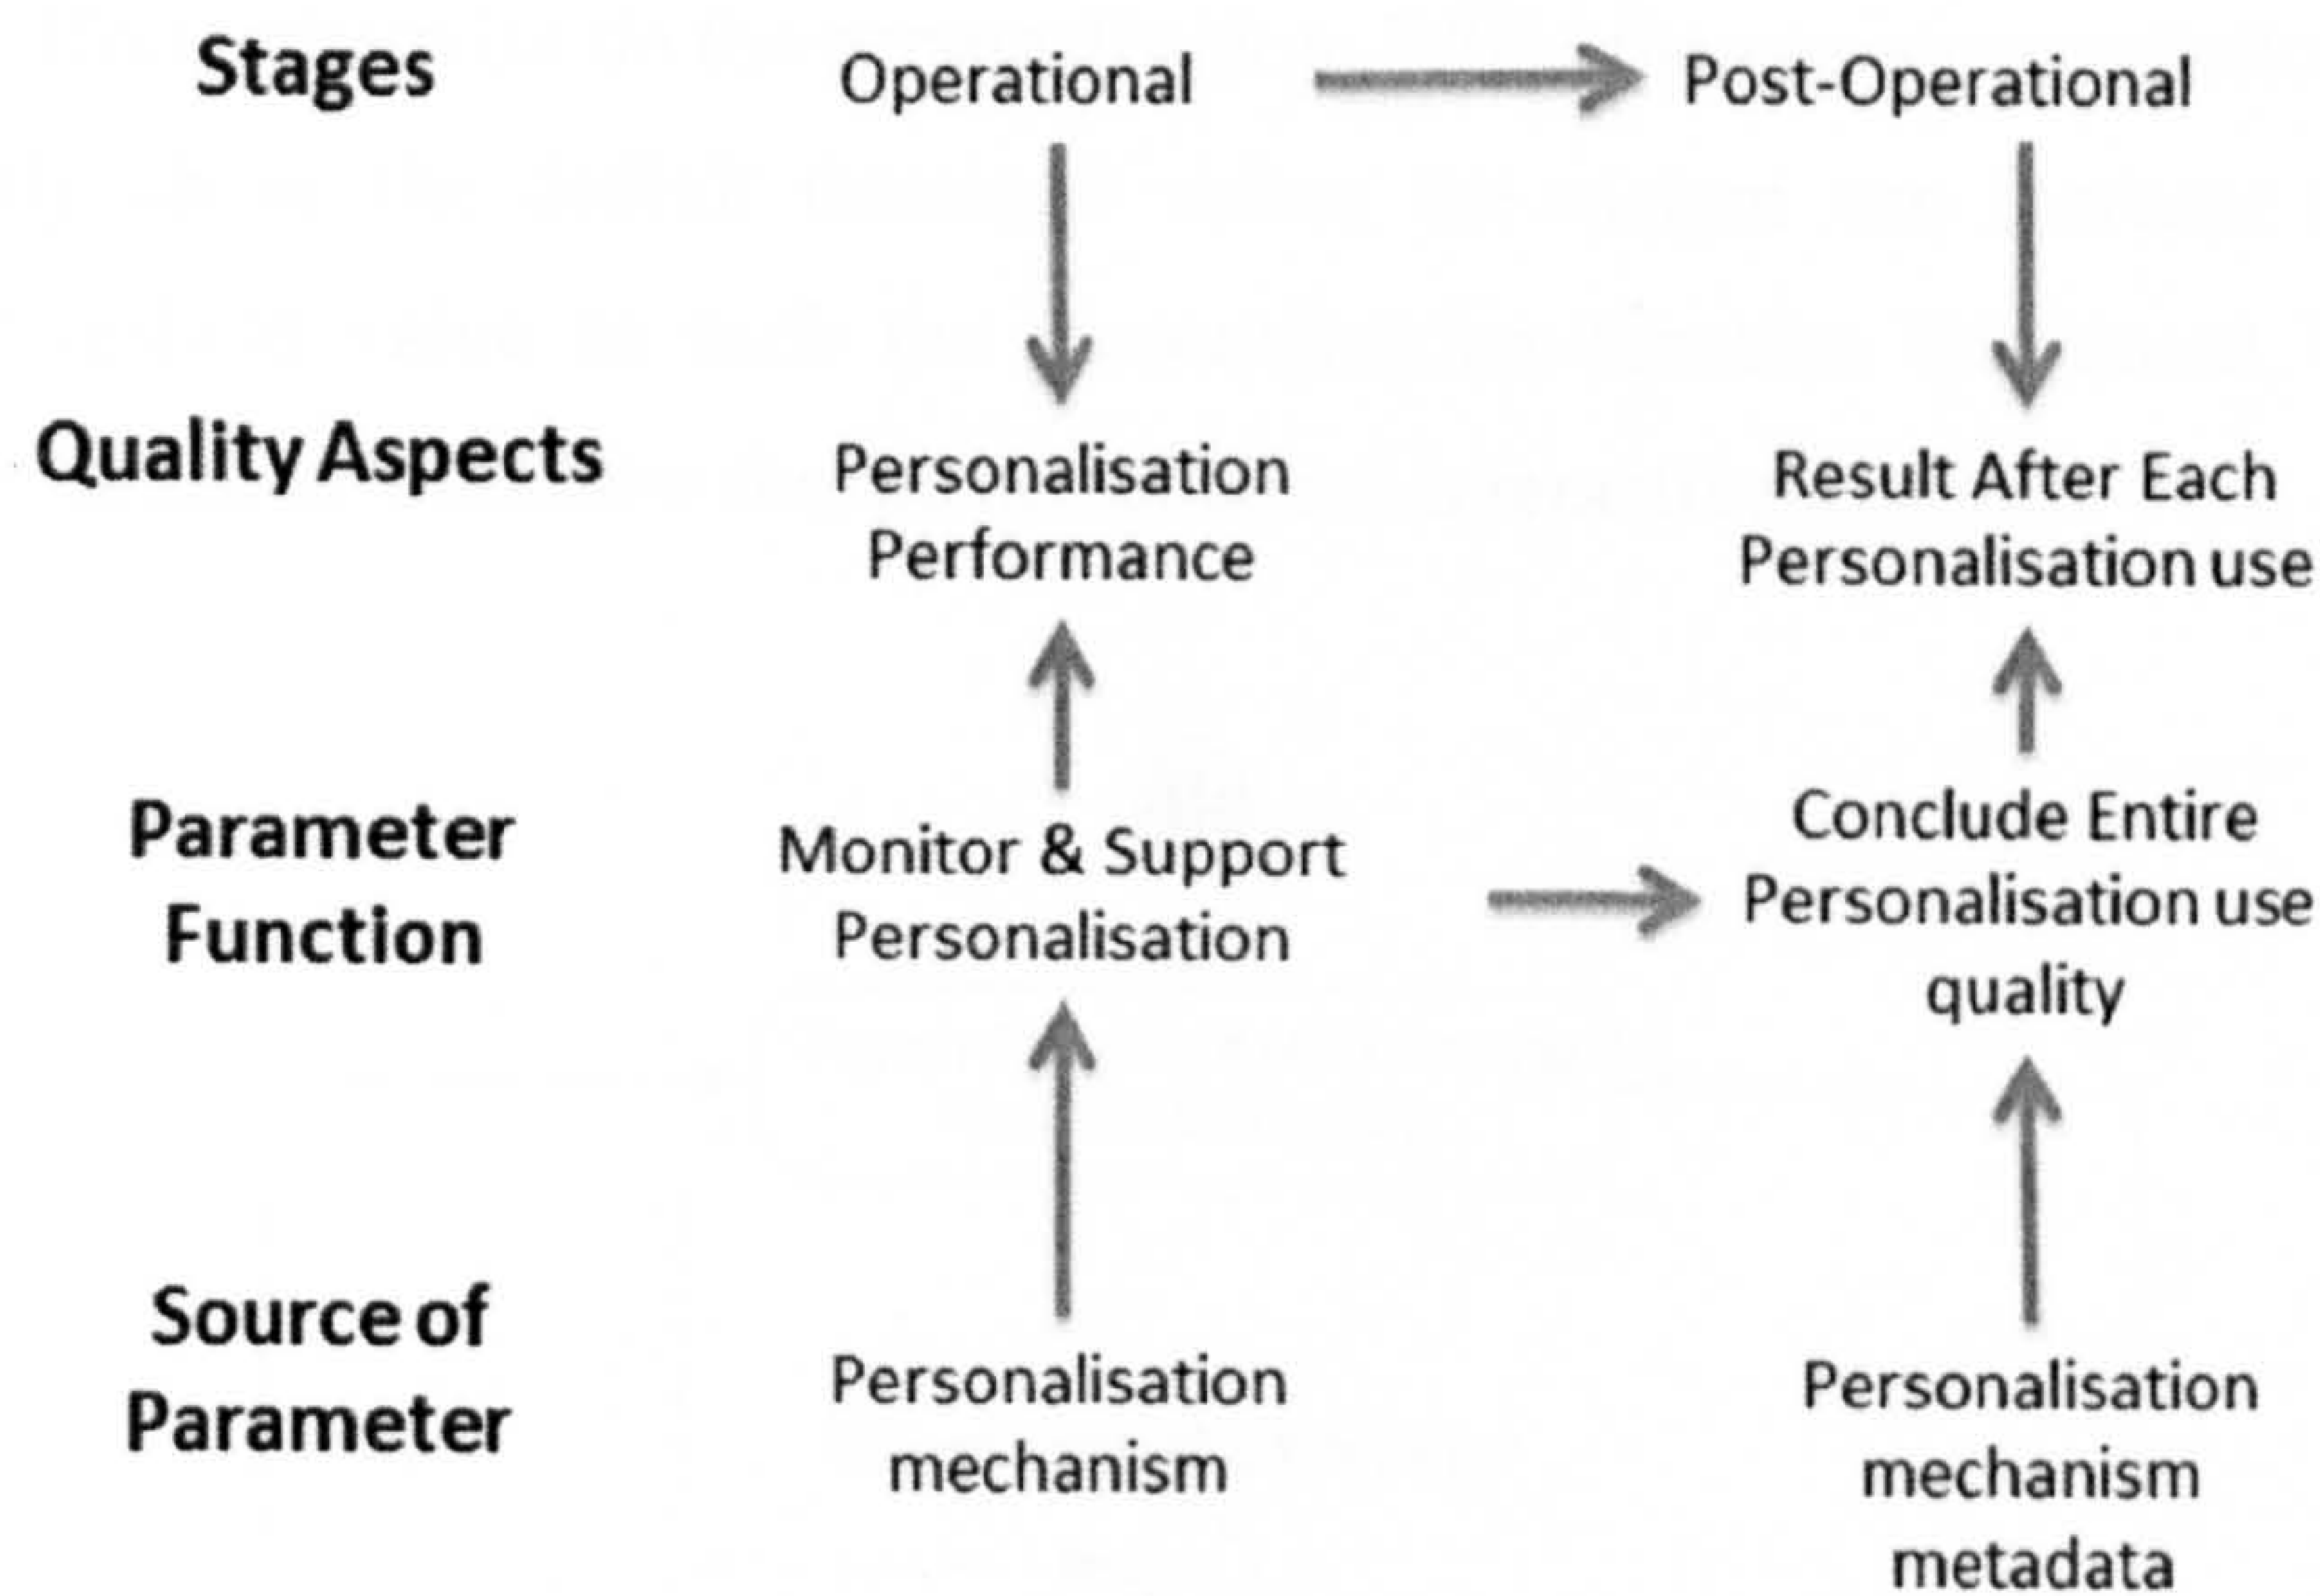 Stages
Operational
Post-Operational
Quality Aspects
Personalisation
Performance
Result After Each
Personalisation use
Parameter
Function
Monitor & Support
Personalisation
Conclude Entire
Personalisation use
quality
Source of
Parameter
Personalisation
mechanism
Personalisation
mechanism
metadata